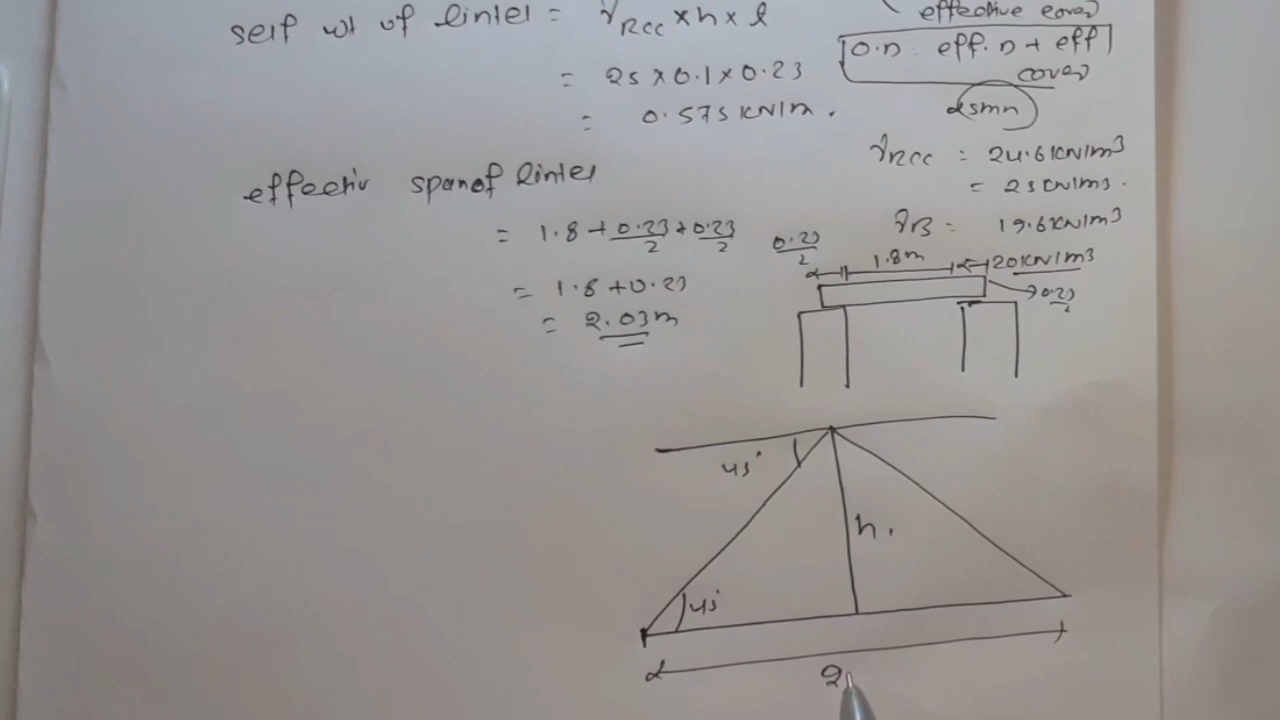 self wt of lintel = γRcc × h × l
effective cover
O.D = eff. D + eff
cover
= 25 × 0.1 × 0.23
25mm
= 0.575 KN/m.
γRCC = 24.6 KN/m³
= 25 KN/m³.
effectiv span of lintel
= 1.8 + 0.23/2 + 0.23/2
γB = 19.6 KN/m³
20 KN/m³
0.23/2
1.8m
0.23/2
= 1.8 + 0.23
= 2.03m
45°
h.
45°
2